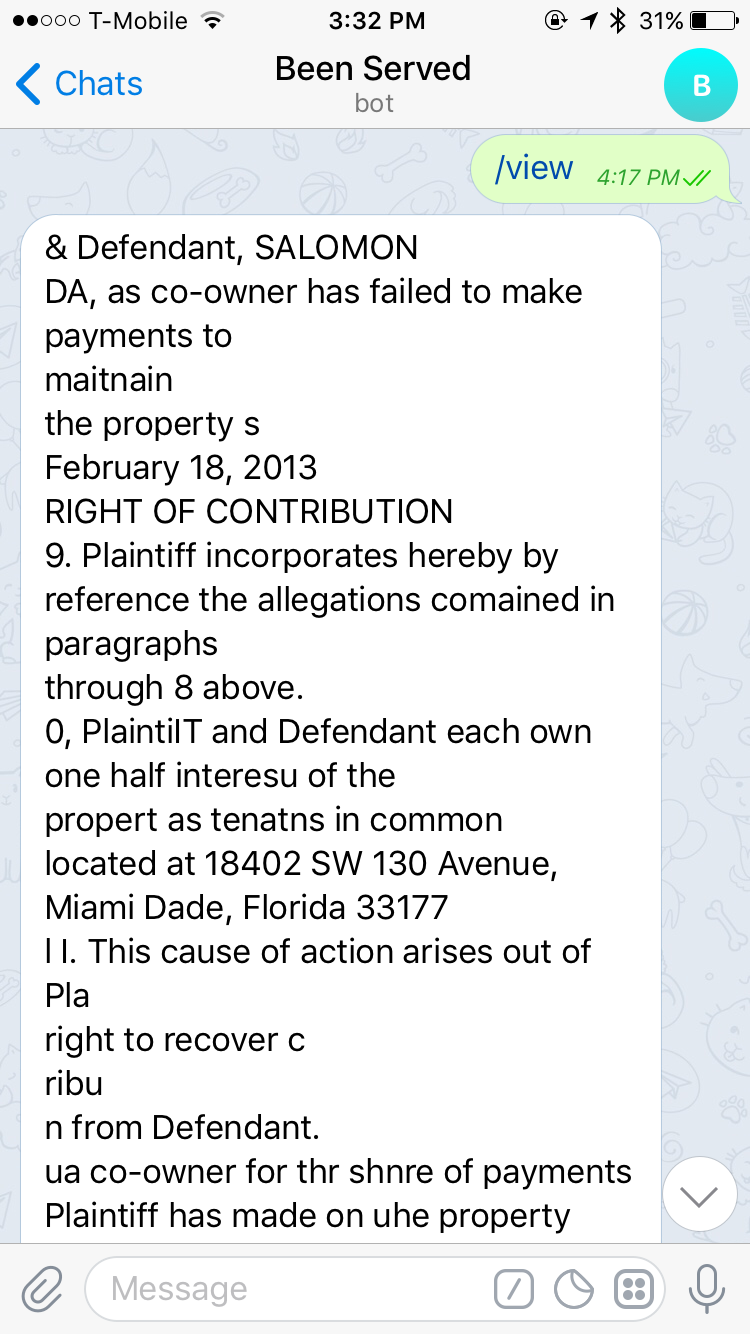 T-Mobile 3:32 PM 31%
Chats
Been Served
bot
B
/view 4:17 PM
& Defendant, SALOMON
DA, as co-owner has failed to make
payments to
maitnain
the property s
February 18, 2013
RIGHT OF CONTRIBUTION
9. Plaintiff incorporates hereby by
reference the allegations comained in
paragraphs
through 8 above.
0, PlaintiIT and Defendant each own
one half interesu of the
propert as tenatns in common
located at 18402 SW 130 Avenue,
Miami Dade, Florida 33177
l I. This cause of action arises out of
Pla
right to recover c
ribu
n from Defendant.
ua co-owner for thr shnre of payments
Plaintiff has made on uhe property
Message